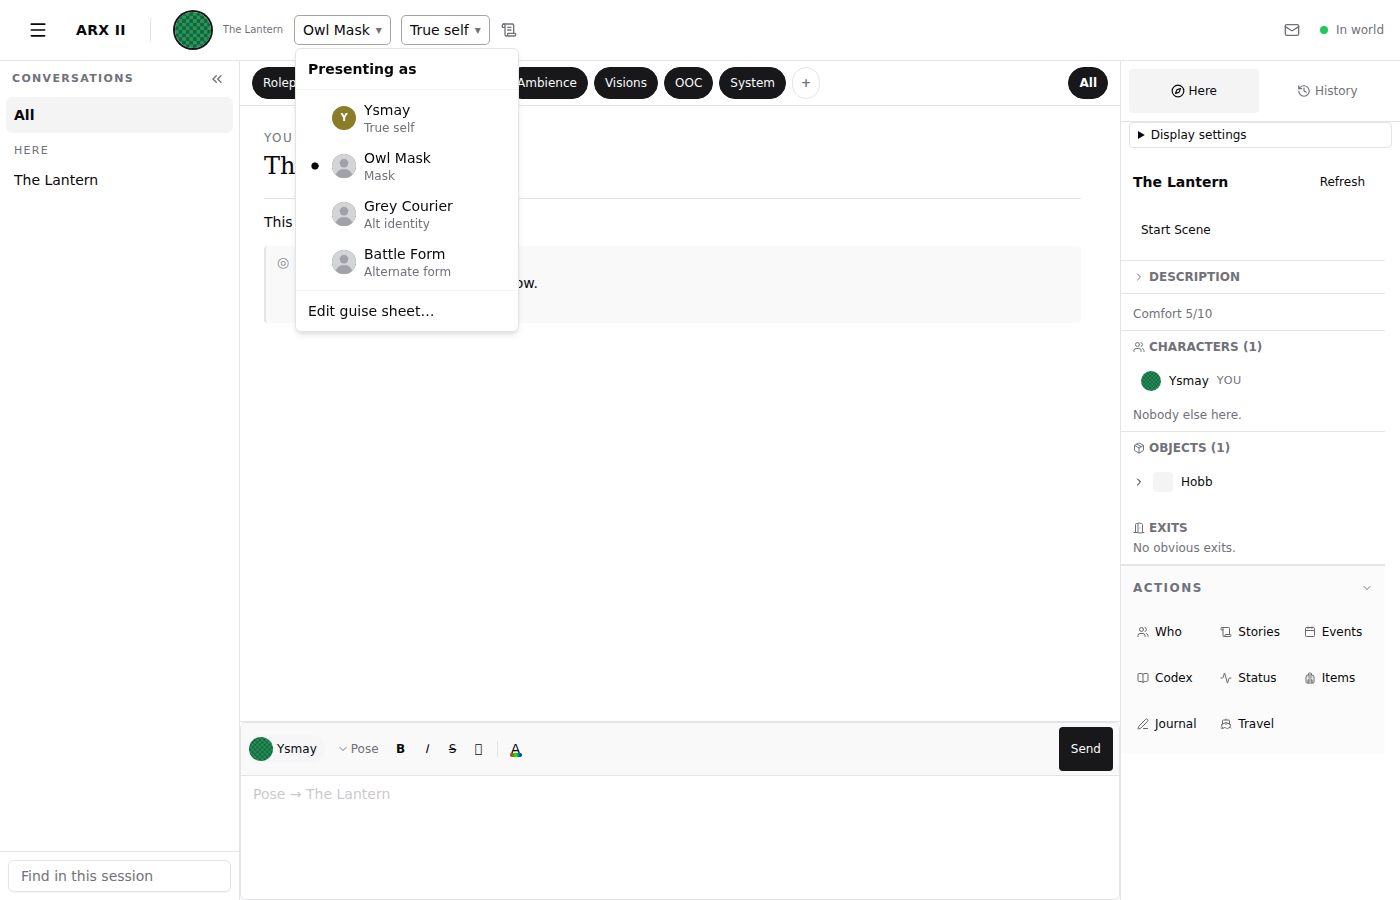 ARX II
The Lantern
Owl Mask ▾
True self ▾
In world
CONVERSATIONS
All
HERE
The Lantern
Find in this session
Presenting as
Y
Ysmay
True self
Owl Mask
Mask
Grey Courier
Alt identity
Battle Form
Alternate form
Edit guise sheet…
Ambience
Visions
OOC
System
+
All
YOU
This
Ysmay
Pose
B
I
S
A
Send
Pose → The Lantern
Here
History
Display settings
The Lantern
Refresh
Start Scene
DESCRIPTION
Comfort 5/10
CHARACTERS (1)
Ysmay YOU
Nobody else here.
OBJECTS (1)
Hobb
EXITS
No obvious exits.
ACTIONS
Who
Stories
Events
Codex
Status
Items
Journal
Travel